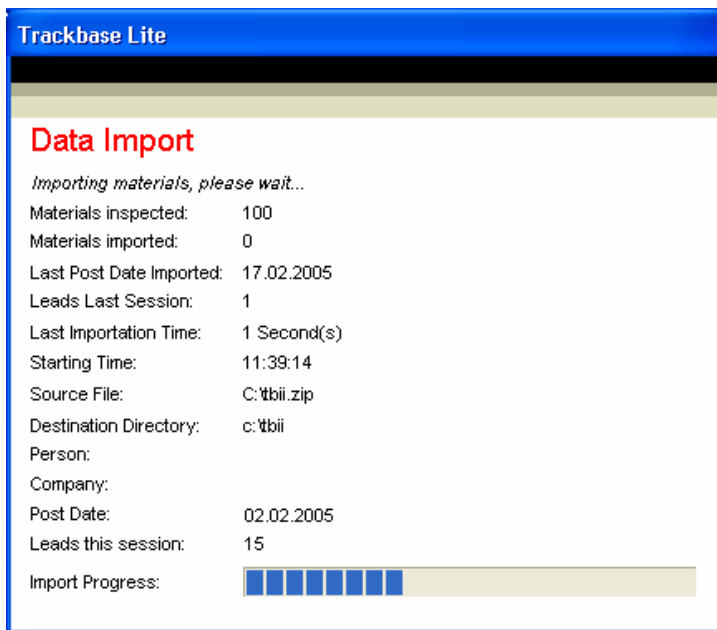 Trackbase Lite
Data Import
Importing materials, please wait...
Materials inspected: 100
Materials imported: 0
Last Post Date Imported: 17.02.2005
Leads Last Session: 1
Last Importation Time: 1 Second(s)
Starting Time: 11:39:14
Source File: C:\tbii.zip
Destination Directory: c:\tbii
Person:
Company:
Post Date: 02.02.2005
Leads this session: 15
Import Progress: